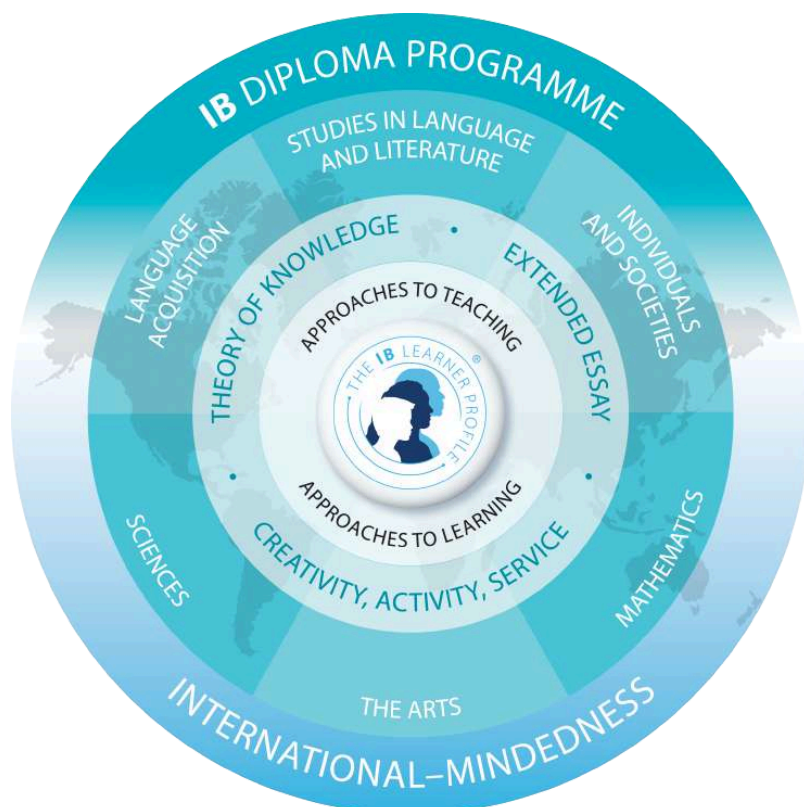 IB DIPLOMA PROGRAMME
STUDIES IN LANGUAGE
AND LITERATURE
LANGUAGE
ACQUISITION
INDIVIDUALS
AND SOCIETIES
THEORY OF KNOWLEDGE
•
EXTENDED ESSAY
APPROACHES TO TEACHING
• THE IB LEARNER PROFILE •
®
APPROACHES TO LEARNING
•
CREATIVITY, ACTIVITY, SERVICE
•
SCIENCES
MATHEMATICS
THE ARTS
INTERNATIONAL–MINDEDNESS